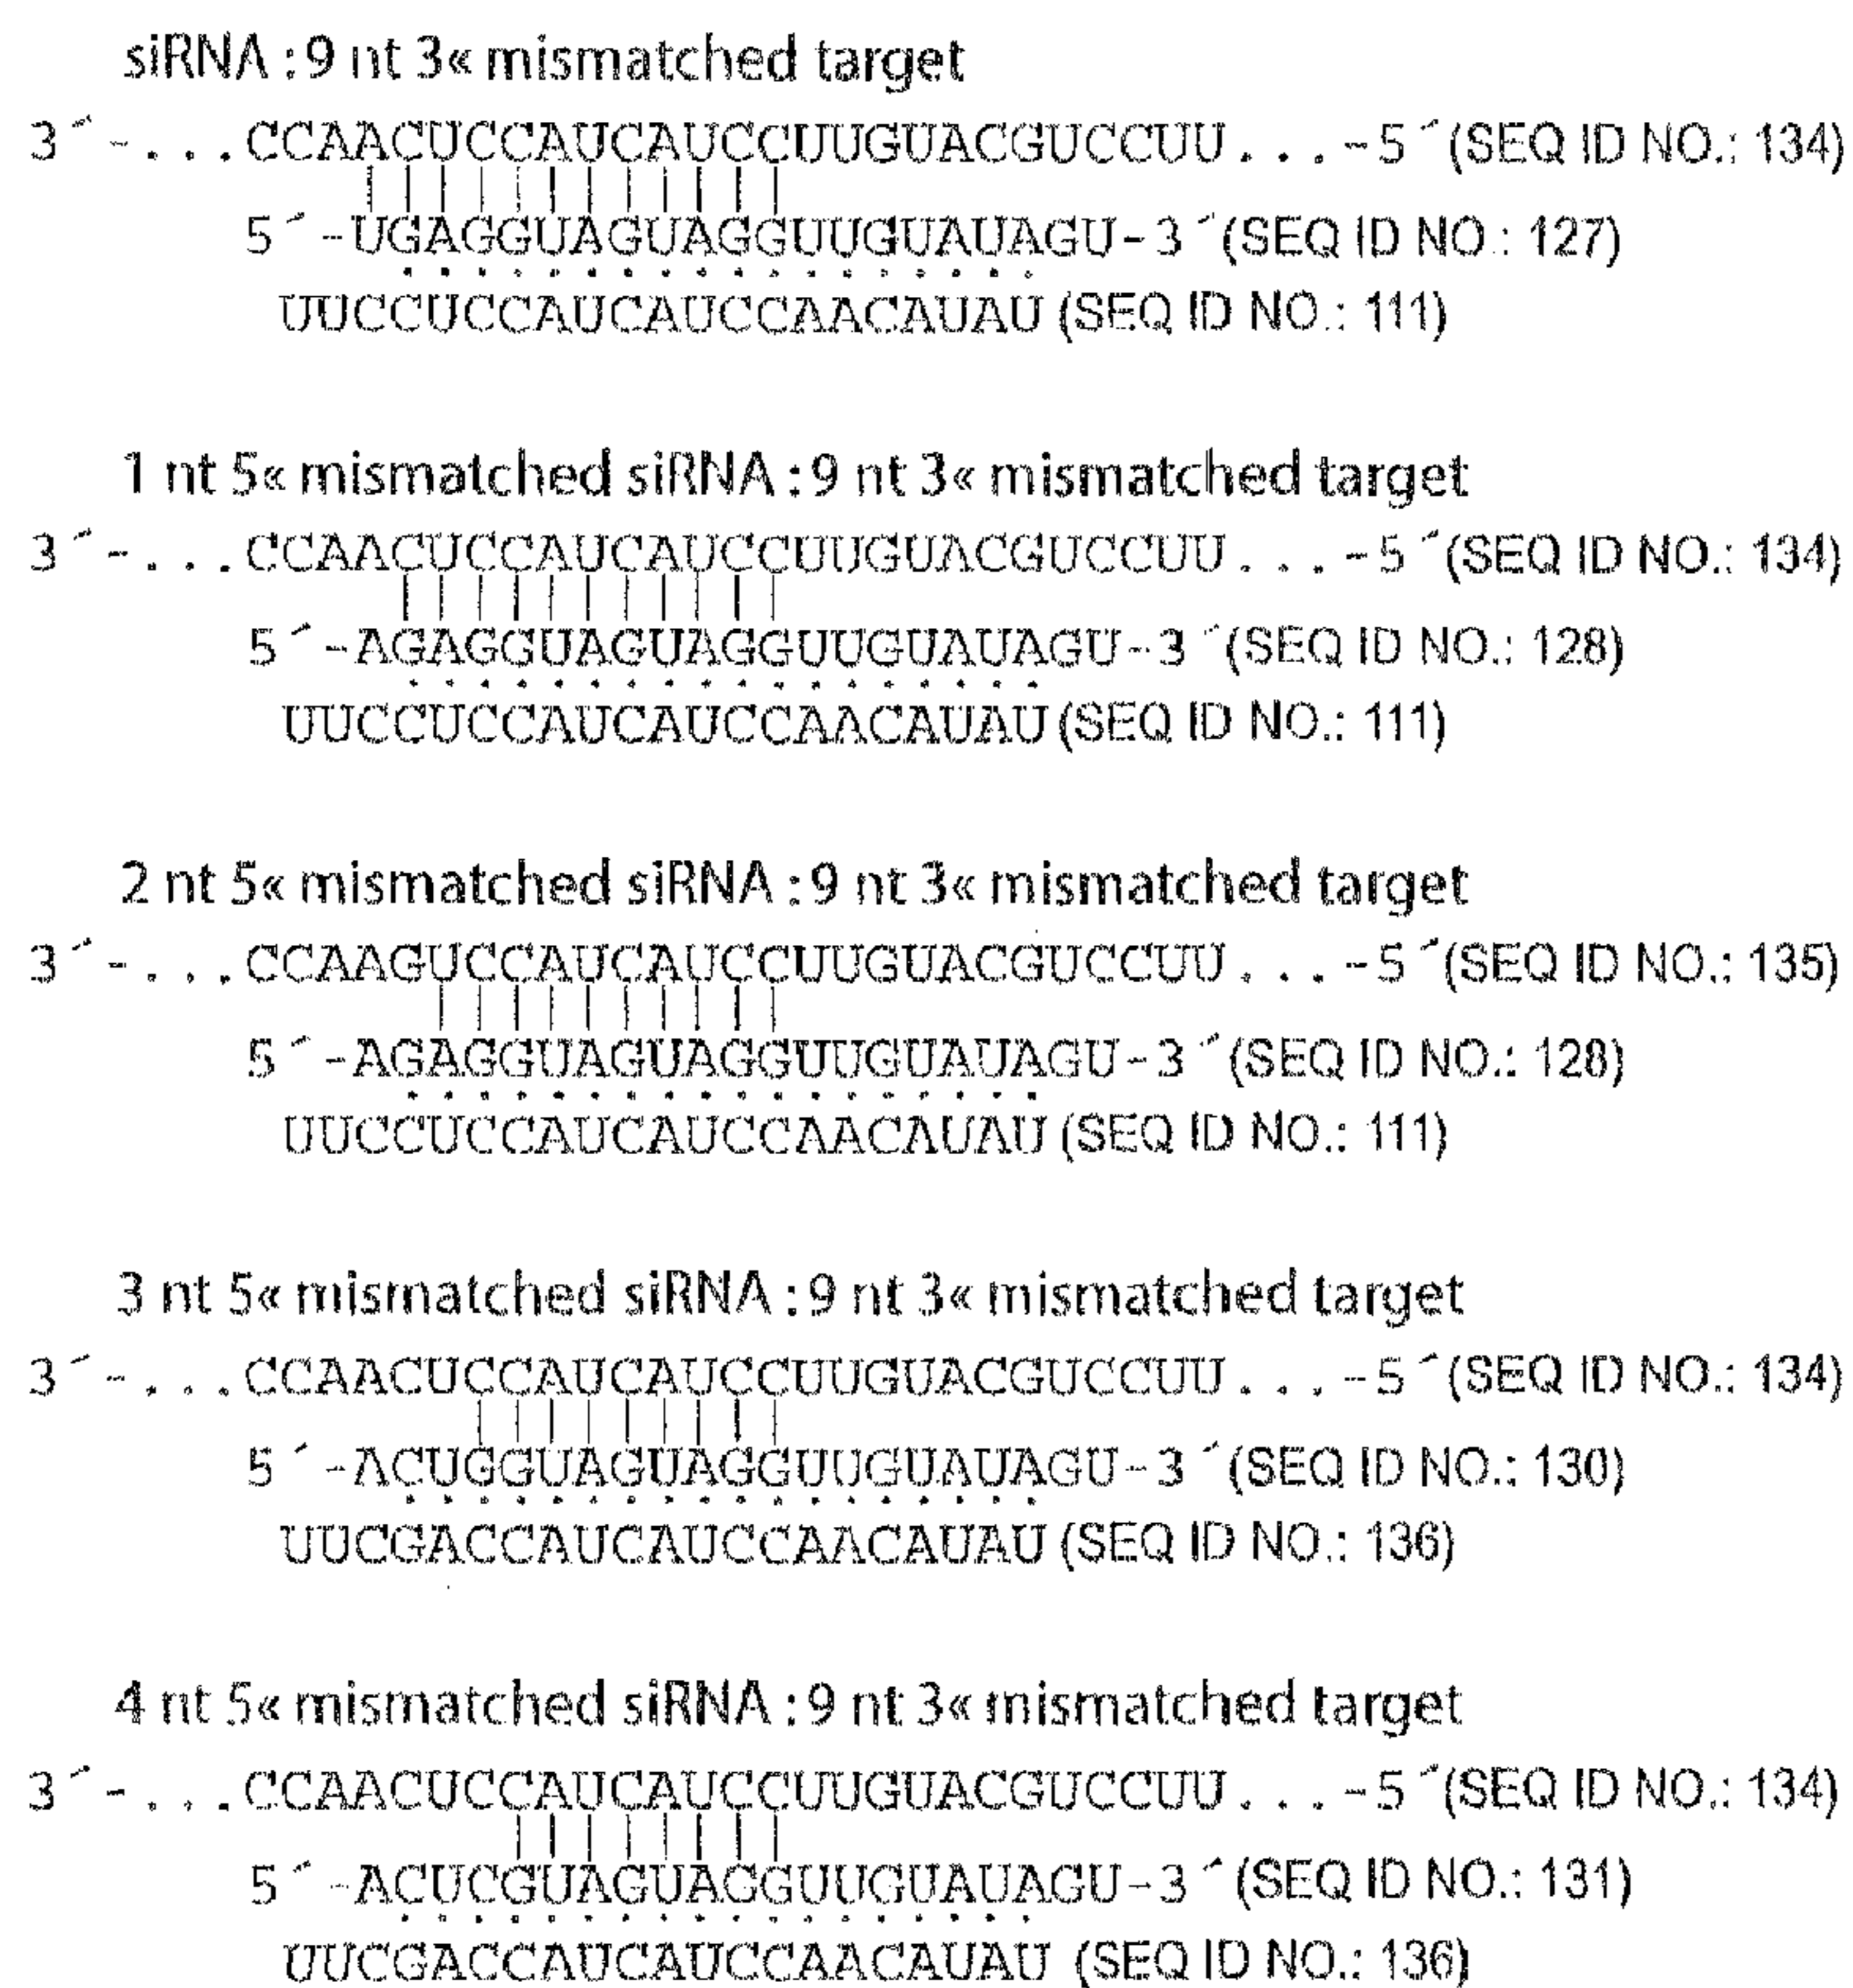 siRNA : 9 nt 3« mismatched target
3´-...CCAACUCCAUCAUCCUUGUACGUCCUU...-5´(SEQ ID NO.: 134)
5´-UGAGGUAGUAGGUUGUAUAGU-3´(SEQ ID NO.: 127)
UUCCUCCAUCAUCCAACAUAU (SEQ ID NO.: 111)
1 nt 5« mismatched siRNA : 9 nt 3« mismatched target
3´-...CCAACUCCAUCAUCCUUGUACGUCCUU...-5´(SEQ ID NO.: 134)
5´-AGAGGUAGUAGGUUGUAUAGU-3´(SEQ ID NO.: 128)
UUCCUCCAUCAUCCAACAUAU (SEQ ID NO.: 111)
2 nt 5« mismatched siRNA : 9 nt 3« mismatched target
3´-...CCAAGUCCAUCAUCCUUGUACGUCCUU...-5´(SEQ ID NO.: 135)
5´-AGAGGUAGUAGGUUGUAUAGU-3´(SEQ ID NO.: 128)
UUCCUCCAUCAUCCAACAUAU (SEQ ID NO.: 111)
3 nt 5« mismatched siRNA : 9 nt 3« mismatched target
3´-...CCAACUCCAUCAUCCUUGUACGUCCUU...-5´(SEQ ID NO.: 134)
5´-ACUGGUAGUAGGUUGUAUAGU-3´(SEQ ID NO.: 130)
UUCGACCAUCAUCCAACAUAU (SEQ ID NO.: 136)
4 nt 5« mismatched siRNA : 9 nt 3« mismatched target
3´-...CCAACUCCAUCAUCCUUGUACGUCCUU...-5´(SEQ ID NO.: 134)
5´-ACUCGUAGUAGGUUGUAUAGU-3´(SEQ ID NO.: 131)
UUCGACCAUCAUCCAACAUAU (SEQ ID NO.: 136)